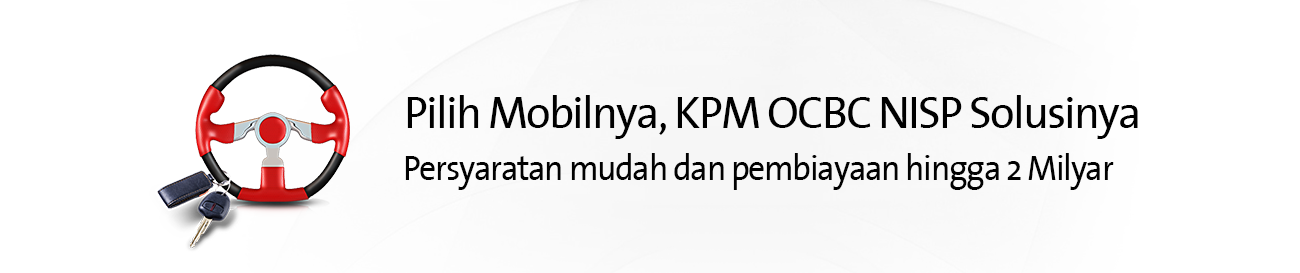 Pilih Mobilnya, KPM OCBC NISP Solusinya
Persyaratan mudah dan pembiayaan hingga 2 Milyar